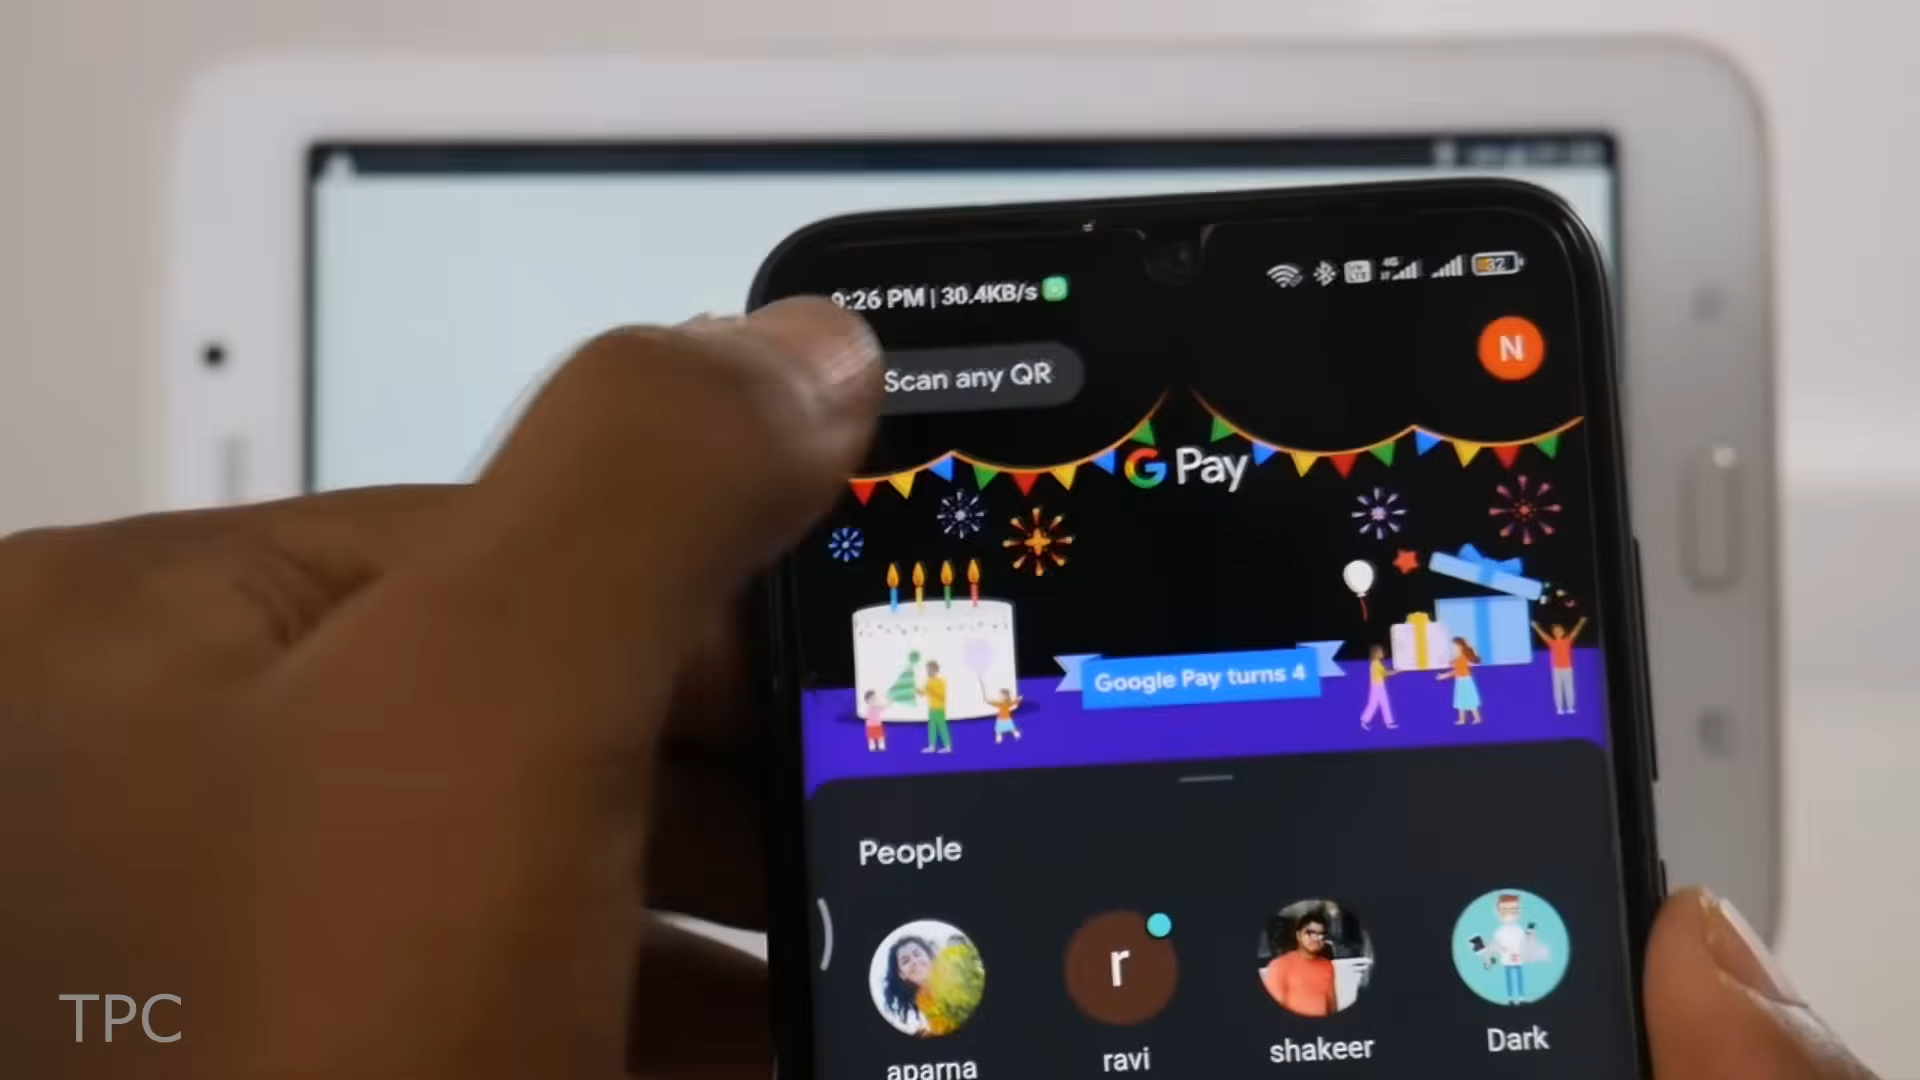 9:26 PM | 30.4KB/s
32
Scan any QR
N
G Pay
Google Pay turns 4
People
r
aparna
ravi
shakeer
Dark
TPC